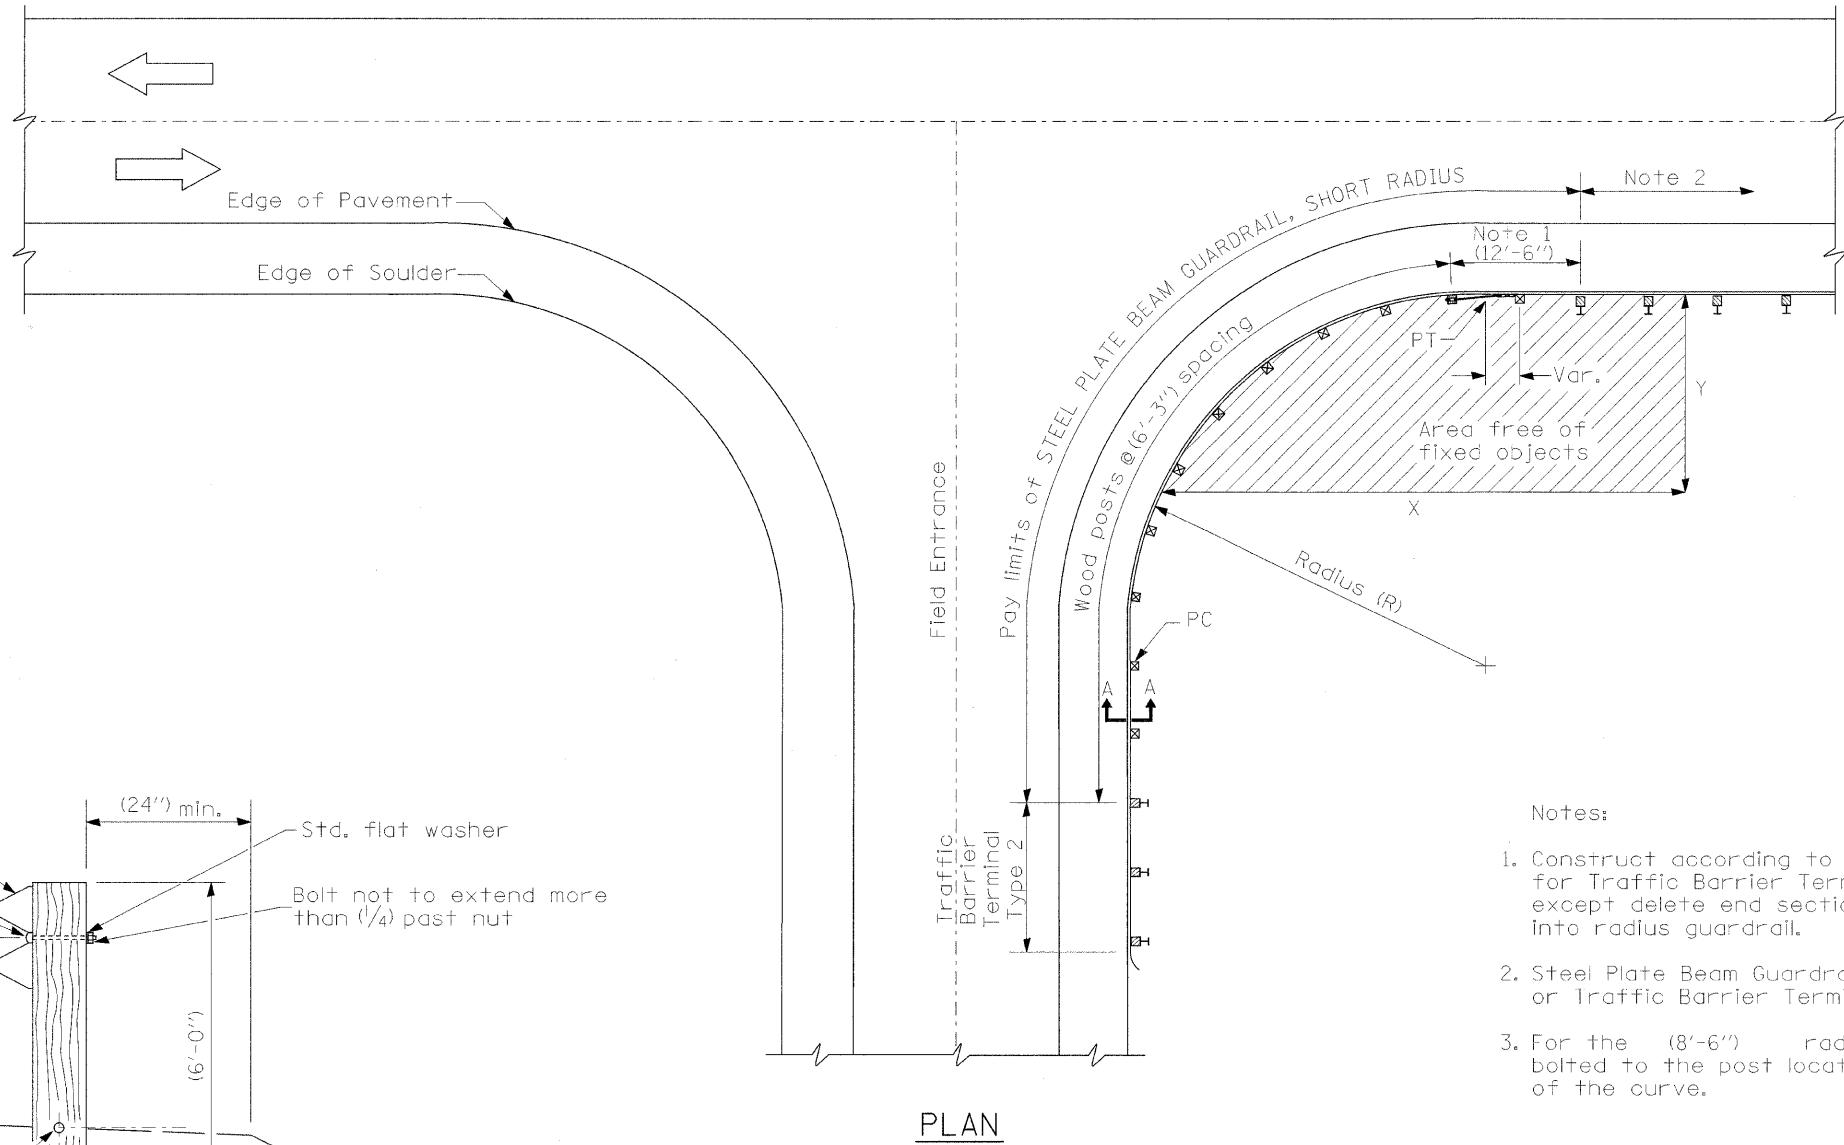 Edge of Pavement
Edge of Soulder
Pay limits of STEEL PLATE BEAM GUARDRAIL, SHORT RADIUS
Note 2
Note 1
(12'-6")
Wood posts @(6'-3") spacing
PT
Var.
Y
Area free of
fixed objects
X
Radius (R)
Field Entrance
PC
A A
Traffic
Barrier
Terminal
Type 2
(24") min.
Std. flat washer
Bolt not to extend more
than (1/4) past nut
(6'-0")
Notes:
1. Construct according to
for Traffic Barrier Term
except delete end sectio
into radius guardrail.
2. Steel Plate Beam Guardra
or Traffic Barrier Termi
3. For the (8'-6") rad
bolted to the post locat
of the curve.
PLAN